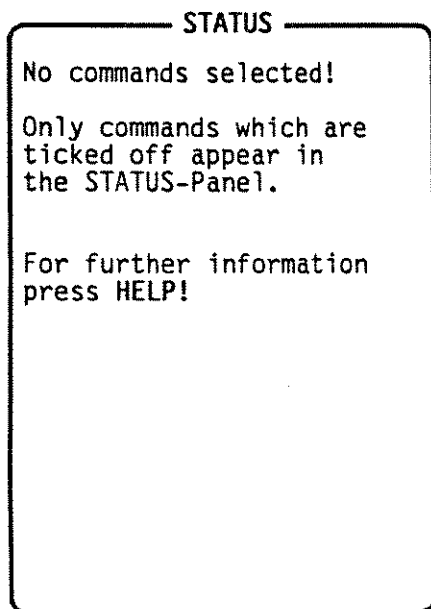 STATUS
No commands selected!
Only commands which are
ticked off appear in
the STATUS-Panel.
For further information
press HELP!